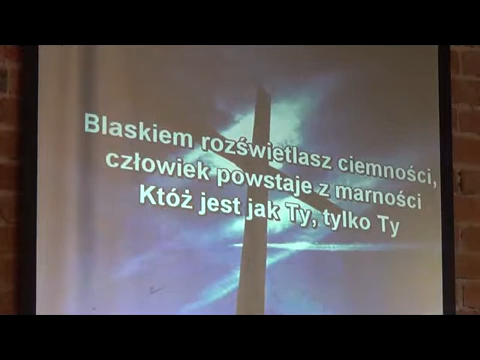 Blaskiem rozświetlasz ciemności,
człowiek powstaje z marności
Któż jest jak Ty, tylko Ty